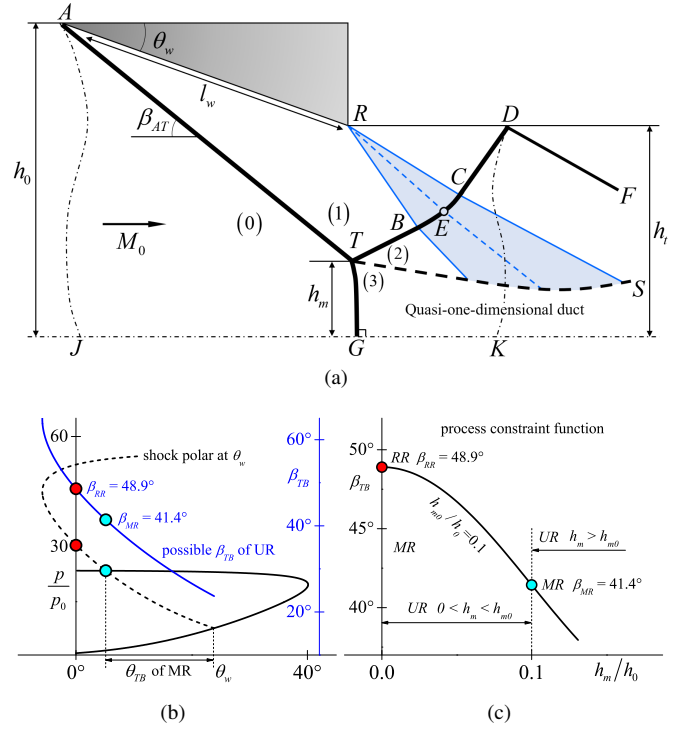 A
θw
lw
βAT
R
D
h0
(0)
(1)
C
F
B
E
M0
T
(2)
ht
(3)
hm
S
Quasi-one-dimensional duct
J
G
K
(a)
60
shock polar at θw
60°
βTB
βRR = 48.9°
βMR = 41.4°
40°
30
possible βTB of UR
p/p0
20°
0°
θTB of MR
θw
40°
(b)
process constraint function
50°
RR βRR = 48.9°
βTB
hm0/h0=0.1
45°
UR hm > hm0
MR
MR βMR = 41.4°
40°
UR 0 < hm < hm0
0.0
0.1
hm/h0
(c)